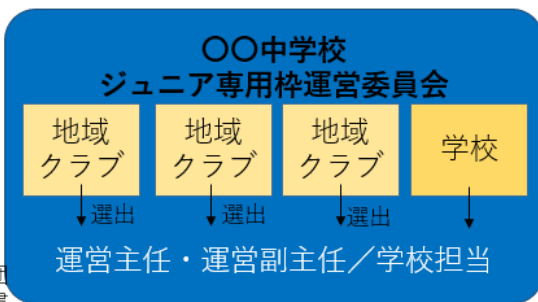 〇〇中学校
ジュニア専用枠運営委員会
地域
クラブ
地域
クラブ
地域
クラブ
学校
選出
選出
選出
運営主任・運営副主任／学校担当